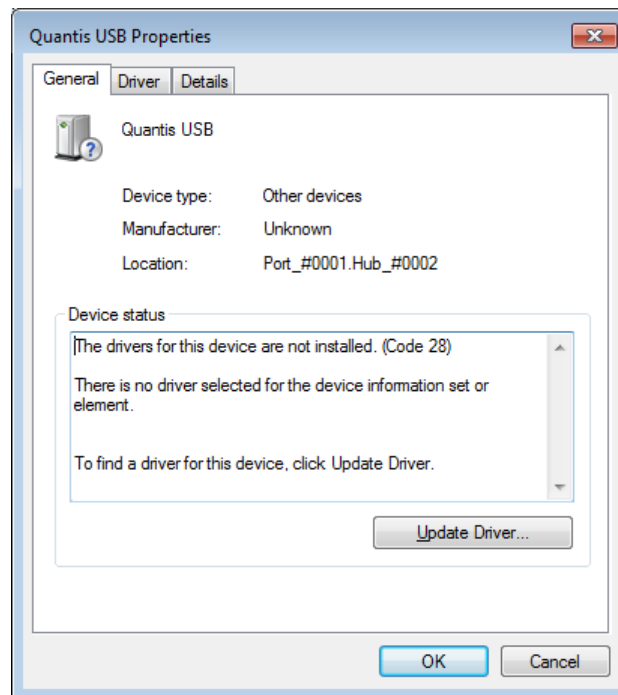 Quantis USB Properties
General Driver Details
Quantis USB
Device type: Other devices
Manufacturer: Unknown
Location: Port_#0001.Hub_#0002
Device status
The drivers for this device are not installed. (Code 28)
There is no driver selected for the device information set or
element.
To find a driver for this device, click Update Driver.
Update Driver...
OK Cancel